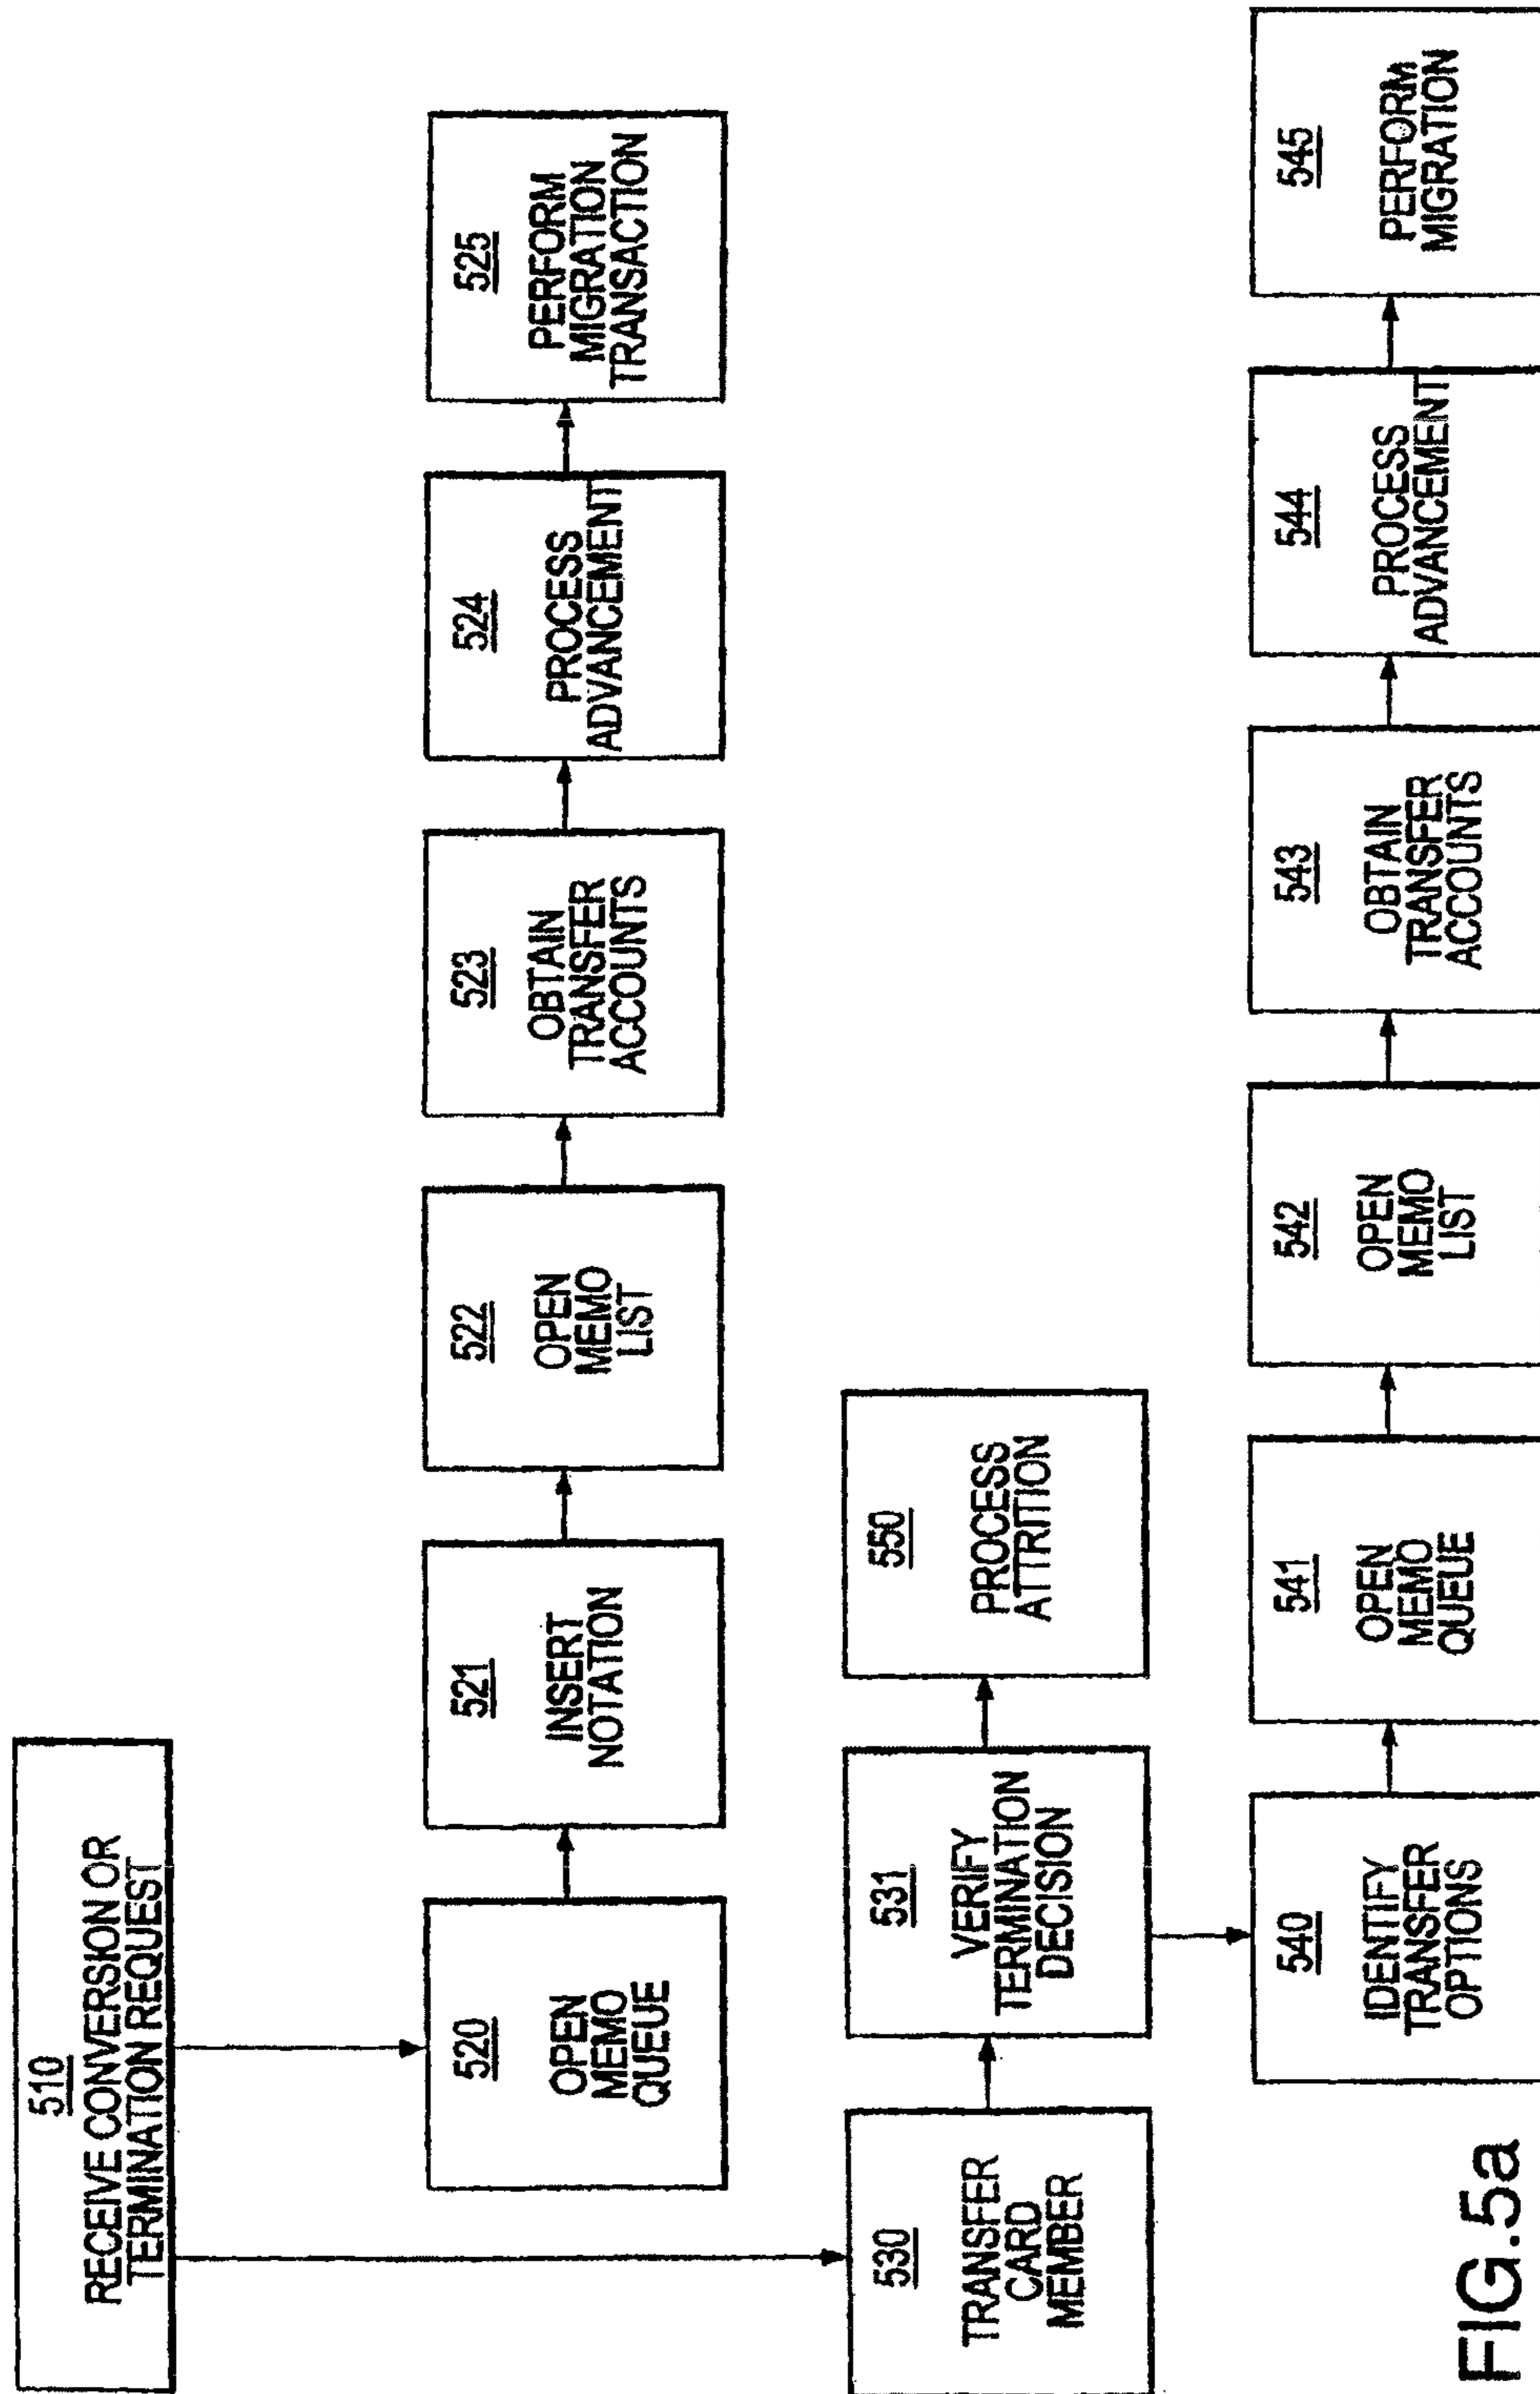 510
RECEIVE CONVERSION OR
TERMINATION REQUEST
520
OPEN
MEMO
QUEUE
521
INSERT
NOTATION
522
OPEN
MEMO
LIST
523
OBTAIN
TRANSFER
ACCOUNTS
524
PROCESS
ADVANCEMENT
525
PERFORM
MIGRATION
TRANSACTION
530
TRANSFER
CARD
MEMBER
531
VERIFY
TERMINATION
DECISION
550
PROCESS
ATTRITION
540
IDENTIFY
TRANSFER
OPTIONS
541
OPEN
MEMO
QUEUE
542
OPEN
MEMO
LIST
543
OBTAIN
TRANSFER
ACCOUNTS
544
PROCESS
ADVANCEMENT
545
PERFORM
MIGRATION
FIG.5a